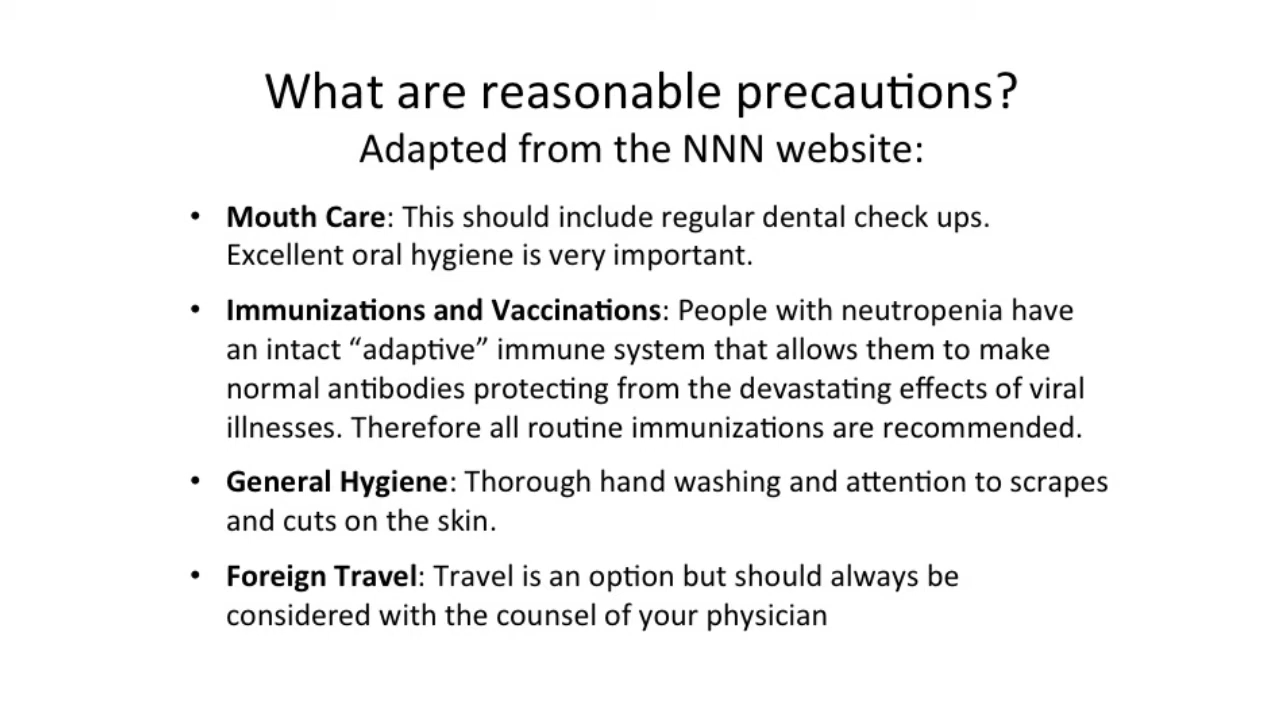 What are reasonable precautions?
Adapted from the NNN website:
• Mouth Care: This should include regular dental check ups.
Excellent oral hygiene is very important.
• Immunizations and Vaccinations: People with neutropenia have
an intact “adaptive” immune system that allows them to make
normal antibodies protecting from the devastating effects of viral
illnesses. Therefore all routine immunizations are recommended.
• General Hygiene: Thorough hand washing and attention to scrapes
and cuts on the skin.
• Foreign Travel: Travel is an option but should always be
considered with the counsel of your physician